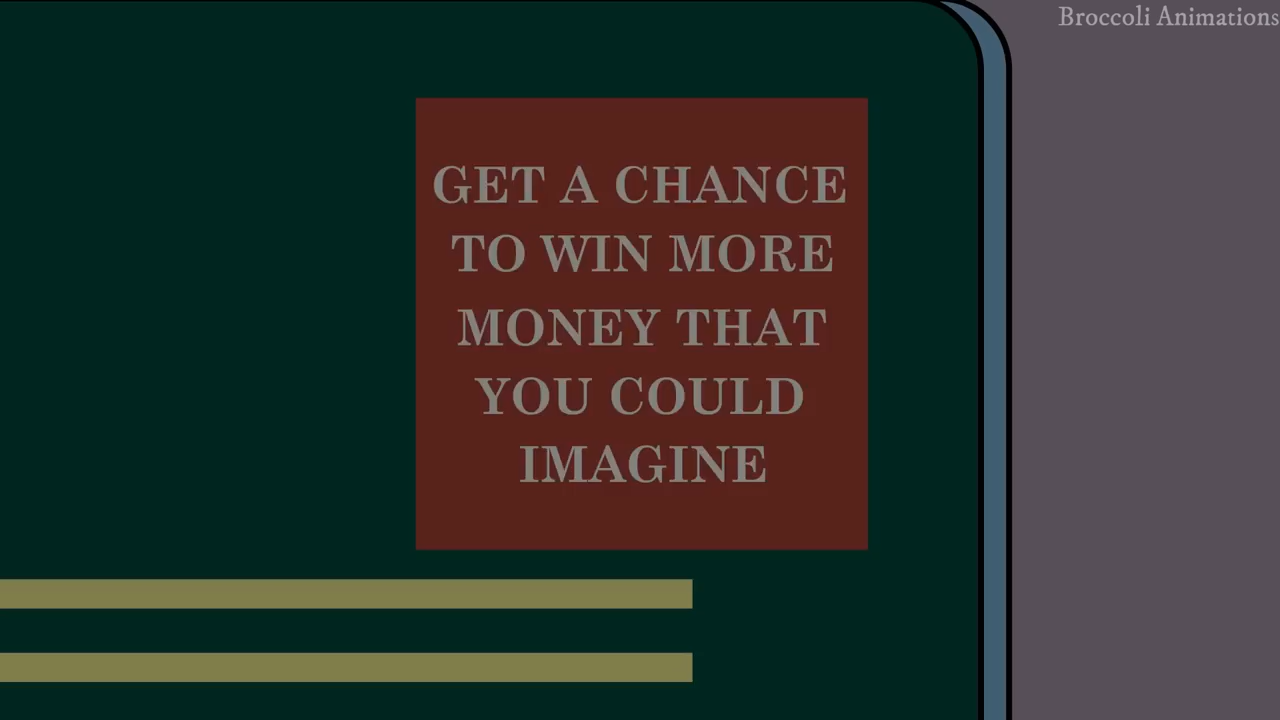 Broccoli Animations
GET A CHANCE
TO WIN MORE
MONEY THAT
YOU COULD
IMAGINE